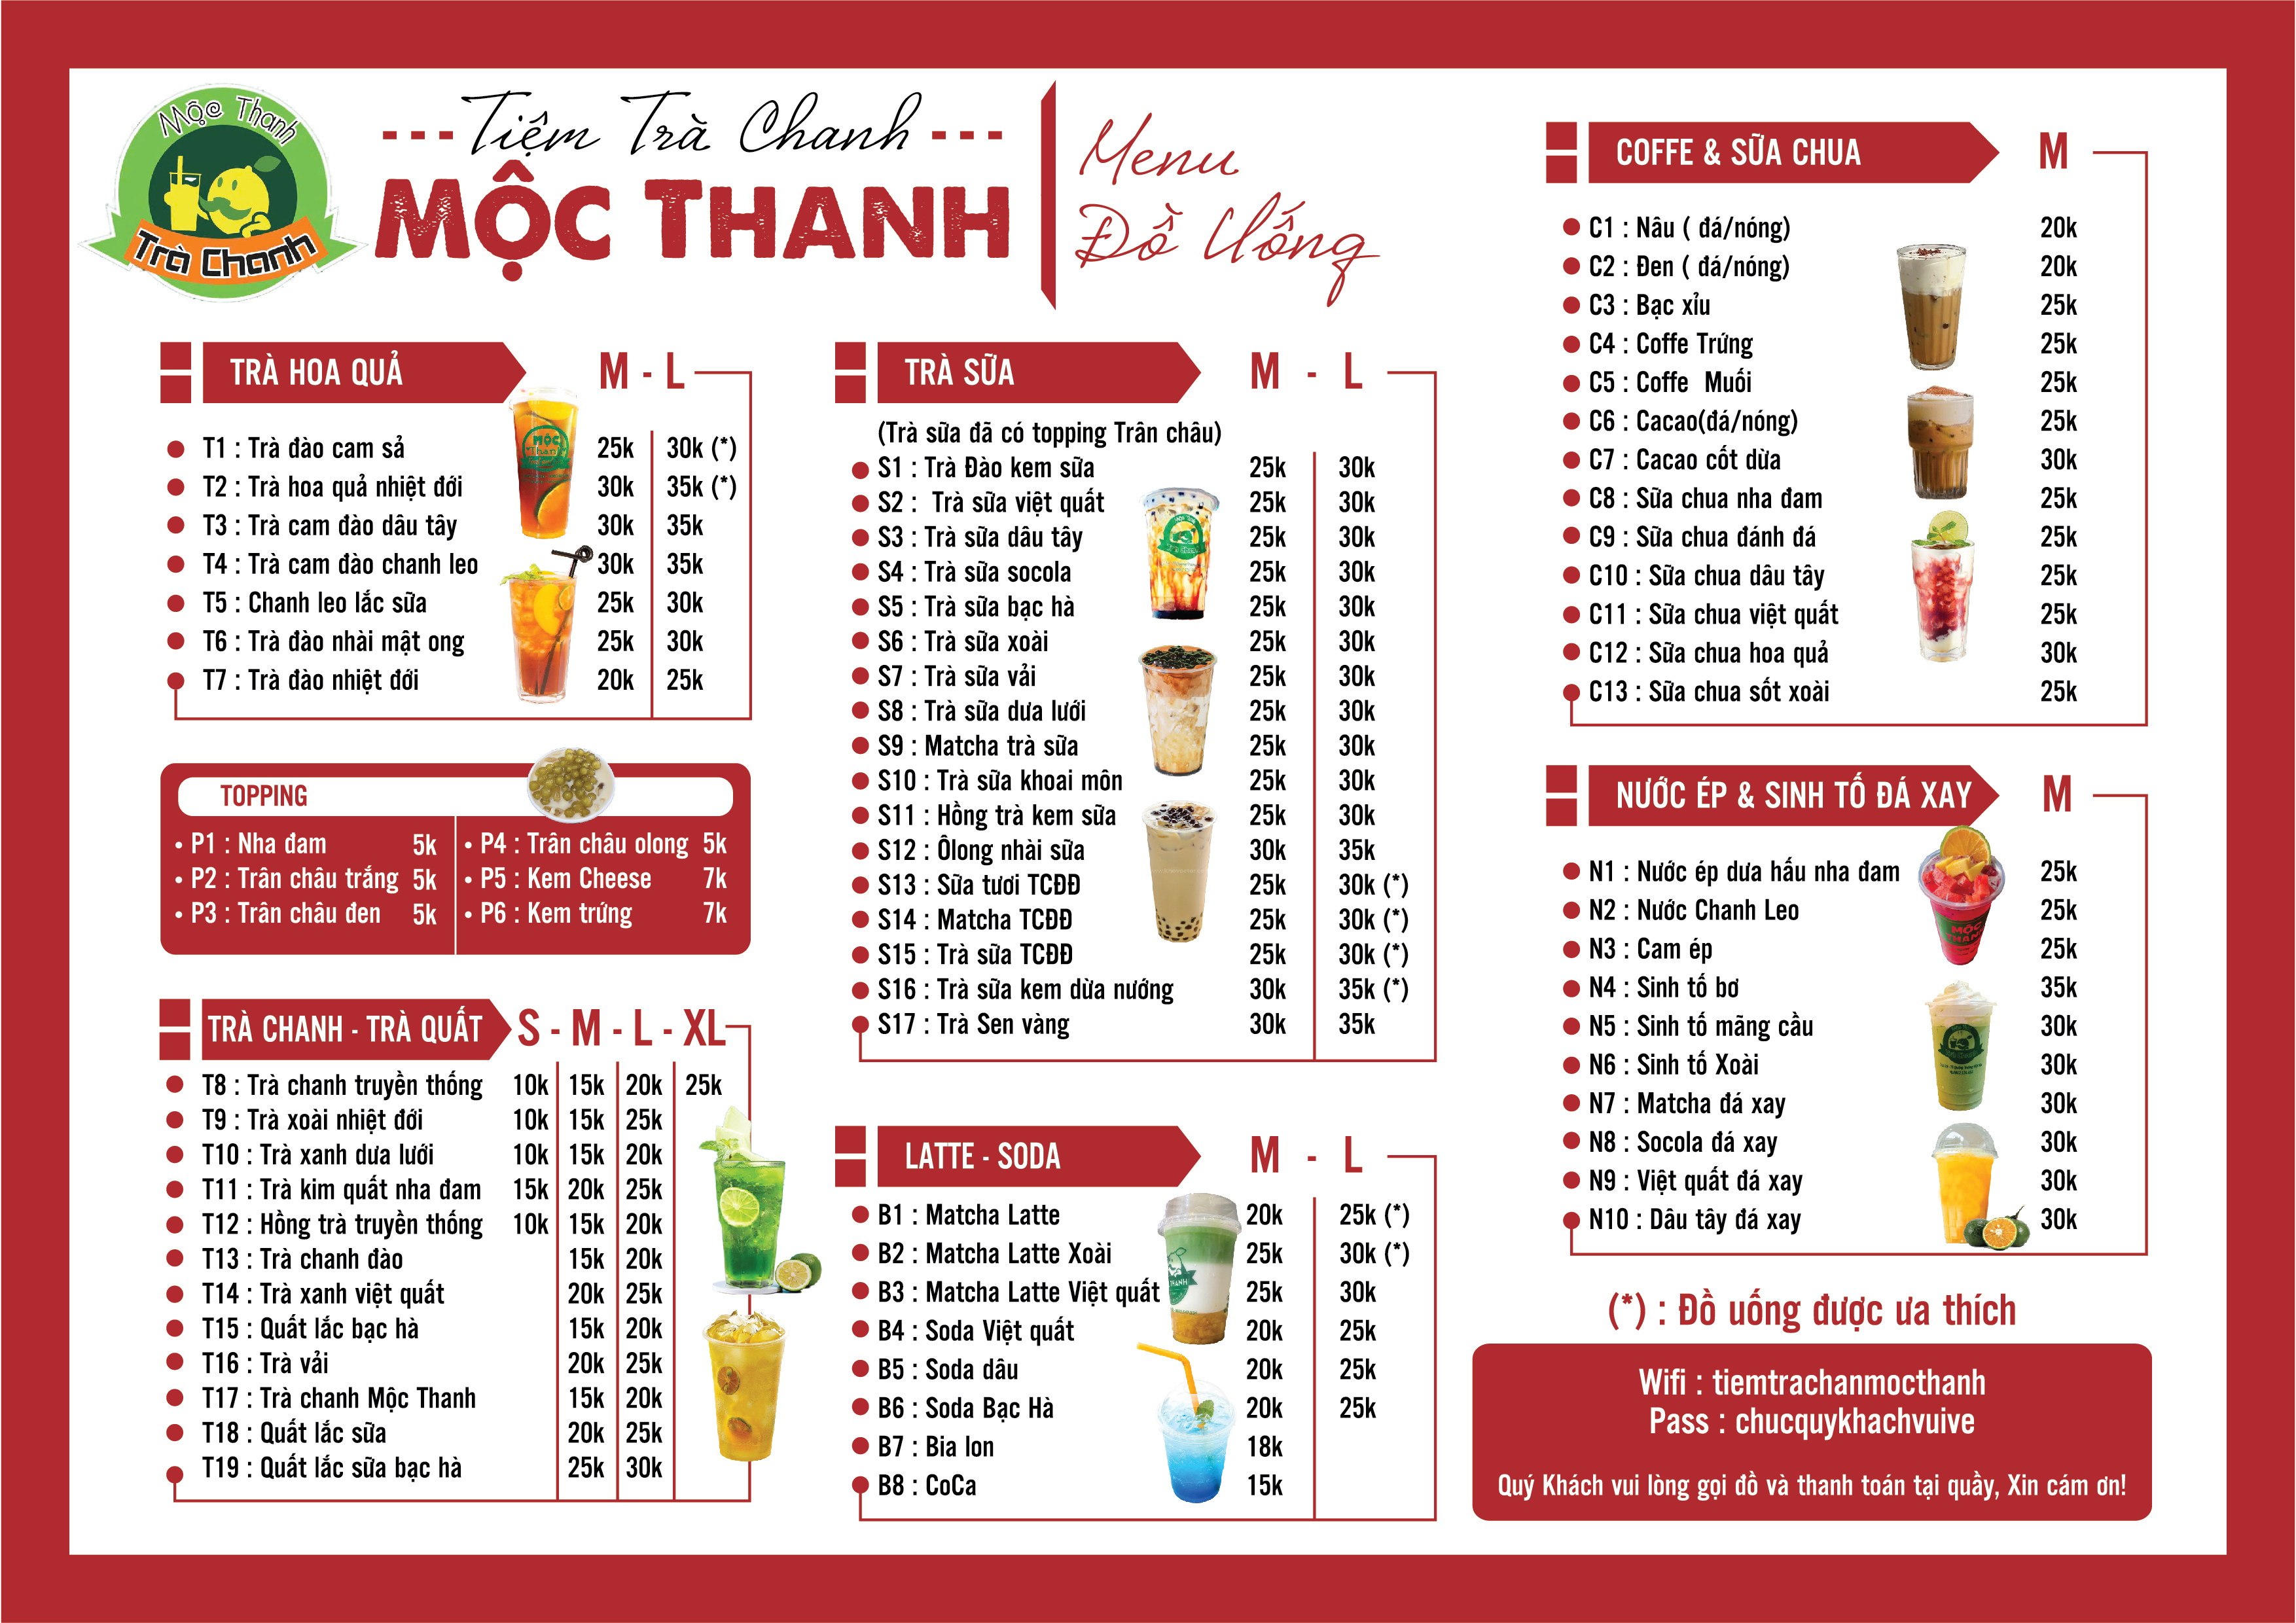 Mộc Thanh
Trà Chanh
---Tiệm Trà Chanh---
MỘC THANH
Menu
Đồ Uống
TRÀ HOA QUẢ M - L
T1 : Trà đào cam sả 25k 30k (*)
T2 : Trà hoa quả nhiệt đới 30k 35k (*)
T3 : Trà cam đào dâu tây 30k 35k
T4 : Trà cam đào chanh leo 30k 35k
T5 : Chanh leo lắc sữa 25k 30k
T6 : Trà đào nhài mật ong 25k 30k
T7 : Trà đào nhiệt đới 20k 25k
TOPPING
• P1 : Nha đam 5k
• P2 : Trân châu trắng 5k
• P3 : Trân châu đen 5k
• P4 : Trân châu olong 5k
• P5 : Kem Cheese 7k
• P6 : Kem trứng 7k
TRÀ CHANH - TRÀ QUẤT S - M - L - XL
T8 : Trà chanh truyền thống 10k 15k 20k 25k
T9 : Trà xoài nhiệt đới 10k 15k 25k
T10 : Trà xanh dưa lưới 10k 15k 20k
T11 : Trà kim quất nha đam 15k 20k 25k
T12 : Hồng trà truyền thống 10k 15k 20k
T13 : Trà chanh đào 15k 20k
T14 : Trà xanh việt quất 20k 25k
T15 : Quất lắc bạc hà 15k 20k
T16 : Trà vải 20k 25k
T17 : Trà chanh Mộc Thanh 15k 20k
T18 : Quất lắc sữa 20k 25k
T19 : Quất lắc sữa bạc hà 25k 30k
TRÀ SỮA M - L
(Trà sữa đã có topping Trân châu)
S1 : Trà Đào kem sữa 25k 30k
S2 : Trà sữa việt quất 25k 30k
S3 : Trà sữa dâu tây 25k 30k
S4 : Trà sữa socola 25k 30k
S5 : Trà sữa bạc hà 25k 30k
S6 : Trà sữa xoài 25k 30k
S7 : Trà sữa vải 25k 30k
S8 : Trà sữa dưa lưới 25k 30k
S9 : Matcha trà sữa 25k 30k
S10 : Trà sữa khoai môn 25k 30k
S11 : Hồng trà kem sữa 25k 30k
S12 : Ôlong nhài sữa 30k 35k
S13 : Sữa tươi TCĐĐ 25k 30k (*)
S14 : Matcha TCĐĐ 25k 30k (*)
S15 : Trà sữa TCĐĐ 25k 30k (*)
S16 : Trà sữa kem dừa nướng 30k 35k (*)
S17 : Trà Sen vàng 30k 35k
LATTE - SODA M - L
B1 : Matcha Latte 20k 25k (*)
B2 : Matcha Latte Xoài 25k 30k (*)
B3 : Matcha Latte Việt quất 25k 30k
B4 : Soda Việt quất 20k 25k
B5 : Soda dâu 20k 25k
B6 : Soda Bạc Hà 20k 25k
B7 : Bia lon 18k
B8 : CoCa 15k
COFFE & SỮA CHUA M
C1 : Nâu ( đá/nóng) 20k
C2 : Đen ( đá/nóng) 20k
C3 : Bạc xỉu 25k
C4 : Coffe Trứng 25k
C5 : Coffe Muối 25k
C6 : Cacao(đá/nóng) 25k
C7 : Cacao cốt dừa 30k
C8 : Sữa chua nha đam 25k
C9 : Sữa chua đánh đá 25k
C10 : Sữa chua dâu tây 25k
C11 : Sữa chua việt quất 25k
C12 : Sữa chua hoa quả 30k
C13 : Sữa chua sốt xoài 25k
NƯỚC ÉP & SINH TỐ ĐÁ XAY M
N1 : Nước ép dưa hấu nha đam 25k
N2 : Nước Chanh Leo 25k
N3 : Cam ép 25k
N4 : Sinh tố bơ 35k
N5 : Sinh tố mãng cầu 30k
N6 : Sinh tố Xoài 30k
N7 : Matcha đá xay 30k
N8 : Socola đá xay 30k
N9 : Việt quất đá xay 30k
N10 : Dâu tây đá xay 30k
(*) : Đồ uống được ưa thích
Wifi : tiemtrachanmocthanh
Pass : chucquykhachvuive
Quý Khách vui lòng gọi đồ và thanh toán tại quầy, Xin cám ơn!